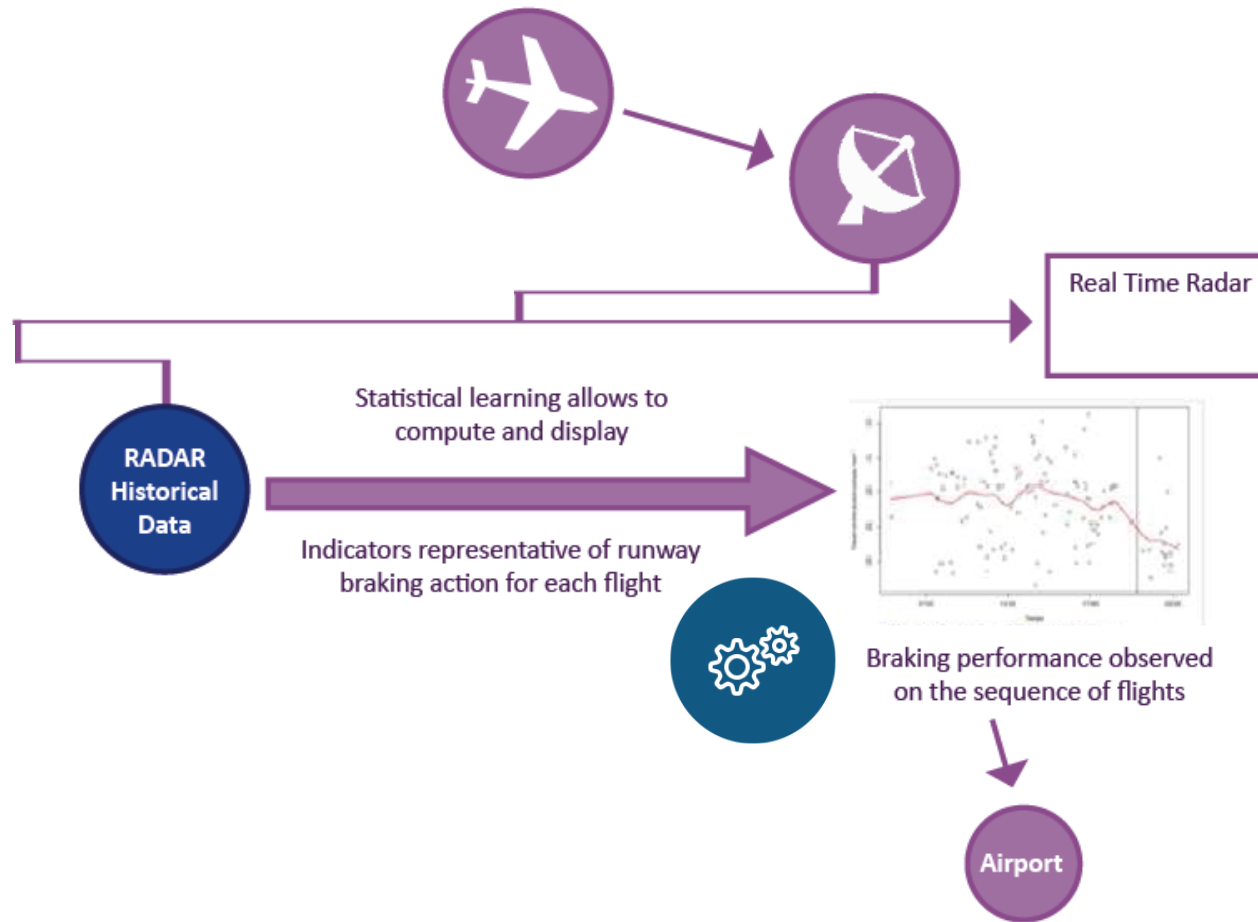 Real Time Radar
Statistical learning allows to
compute and display
RADAR
Historical
Data
Indicators representative of runway
braking action for each flight
Braking performance observed
on the sequence of flights
Airport